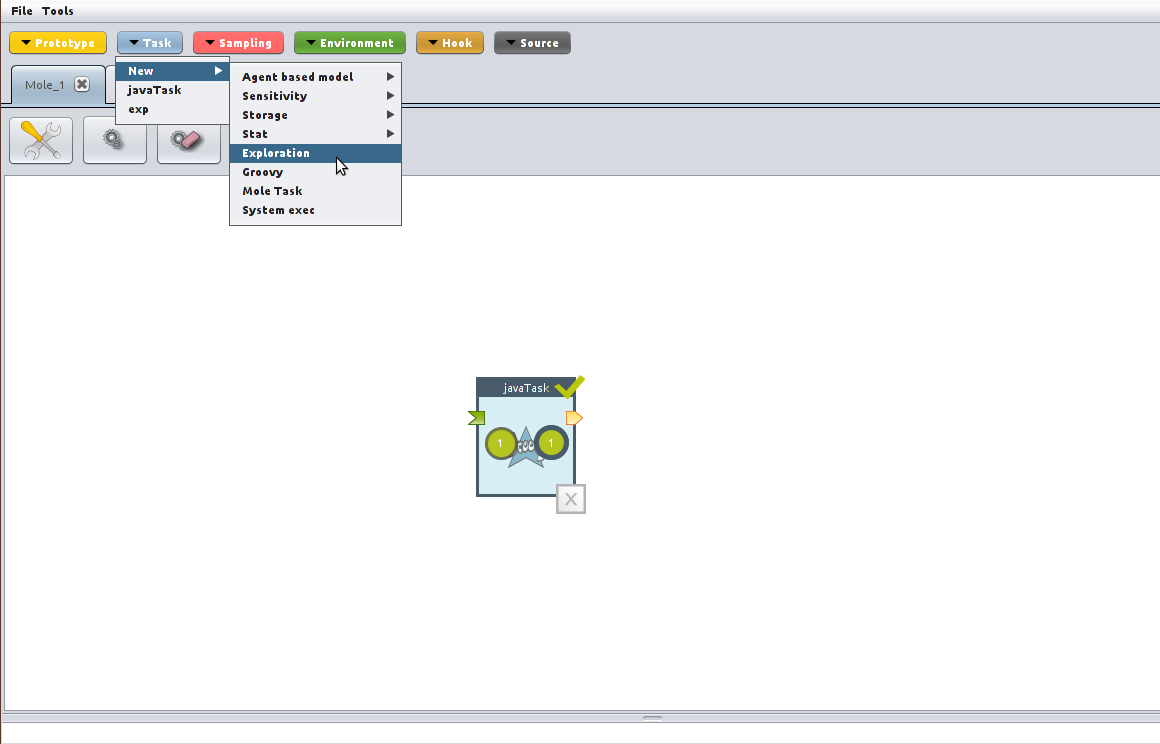 File Tools
Prototype Task Sampling Environment Hook Source
Mole_1
New
javaTask
exp
Agent based model
Sensitivity
Storage
Stat
Exploration
Groovy
Mole Task
System exec
javaTask
1 1
X